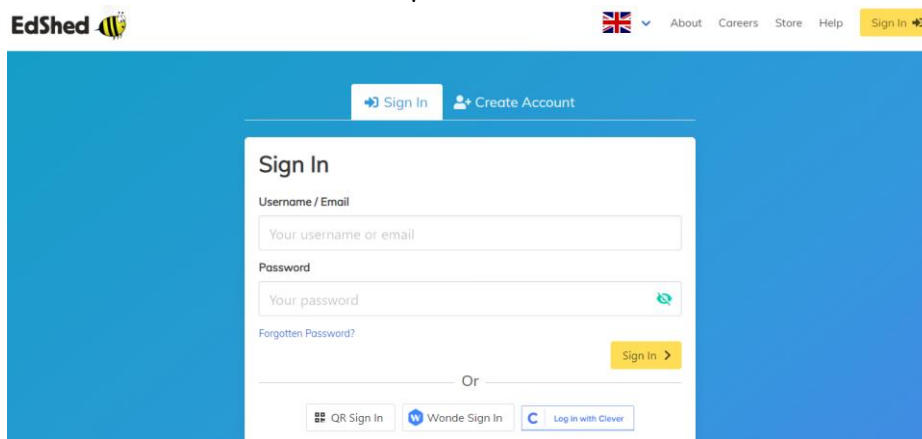 EdShed
About Careers Store Help Sign In
Sign In Create Account
Sign In
Username / Email
Your username or email
Password
Your password
Forgotten Password?
Sign In
Or
QR Sign In Wonde Sign In Log in with Clever